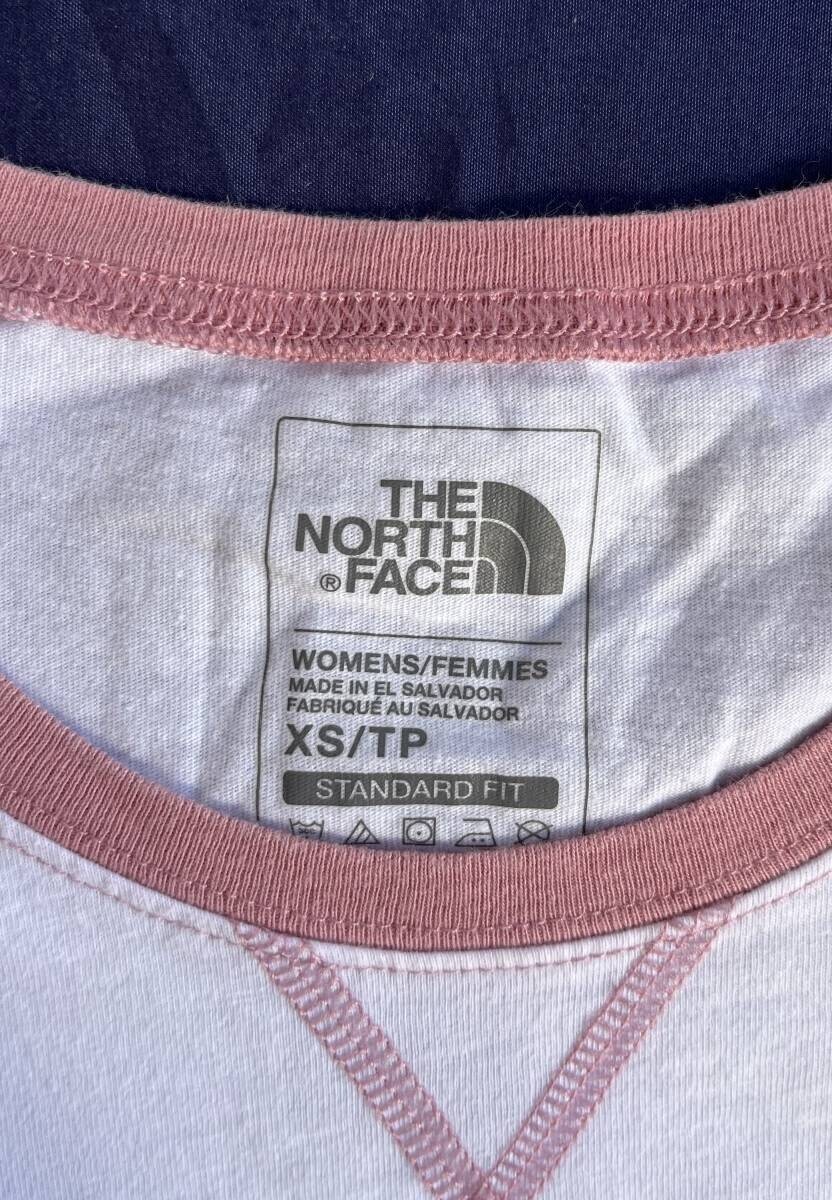 THE
NORTH
® FACE
WOMENS/FEMMES
MADE IN EL SALVADOR
FABRIQUÉ AU SALVADOR
XS/TP
STANDARD FIT